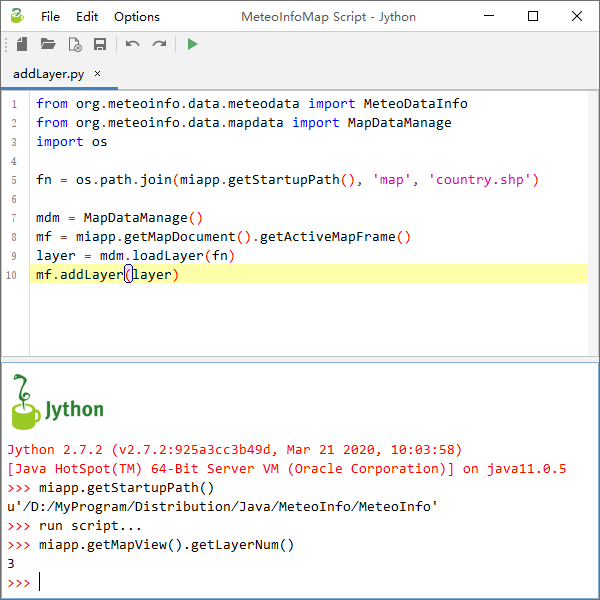 File Edit Options MeteoInfoMap Script - Jython
addLayer.py ×
1 from org.meteoinfo.data.meteodata import MeteoDataInfo
2 from org.meteoinfo.data.mapdata import MapDataManage
3 import os
4
5 fn = os.path.join(miapp.getStartupPath(), 'map', 'country.shp')
6
7 mdm = MapDataManage()
8 mf = miapp.getMapDocument().getActiveMapFrame()
9 layer = mdm.loadLayer(fn)
10 mf.addLayer(layer)
Jython
Jython 2.7.2 (v2.7.2:925a3cc3b49d, Mar 21 2020, 10:03:58)
[Java HotSpot(TM) 64-Bit Server VM (Oracle Corporation)] on java11.0.5
>>> miapp.getStartupPath()
u'/D:/MyProgram/Distribution/Java/MeteoInfo/MeteoInfo'
>>> run script...
>>> miapp.getMapView().getLayerNum()
3
>>>